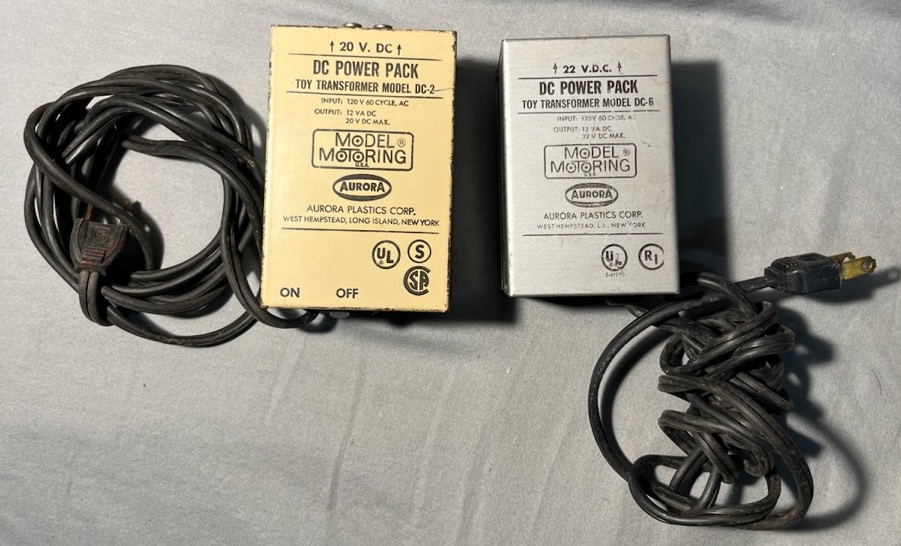 ↑ 20 V. DC ↑
DC POWER PACK
TOY TRANSFORMER MODEL DC-2
INPUT: 120 V 60 CYCLE, AC
OUTPUT: 12 VA DC
20 V DC MAX.
MODEL ®
MOTORING
U.S.A.
AURORA
AURORA PLASTICS CORP.
WEST HEMPSTEAD, LONG ISLAND, NEW YORK
UL ® S
SP
ON OFF
↑ 22 V.D.C. ↑
DC POWER PACK
TOY TRANSFORMER MODEL DC-6
INPUT: 120V 60 CYCLE, AC
OUTPUT: 12 VA DC
22 V DC MAX.
MODEL ®
MOTORING
U.S.A.
AURORA
AURORA PLASTICS CORP.
WEST HEMPSTEAD, L.I., NEW YORK
UL RI